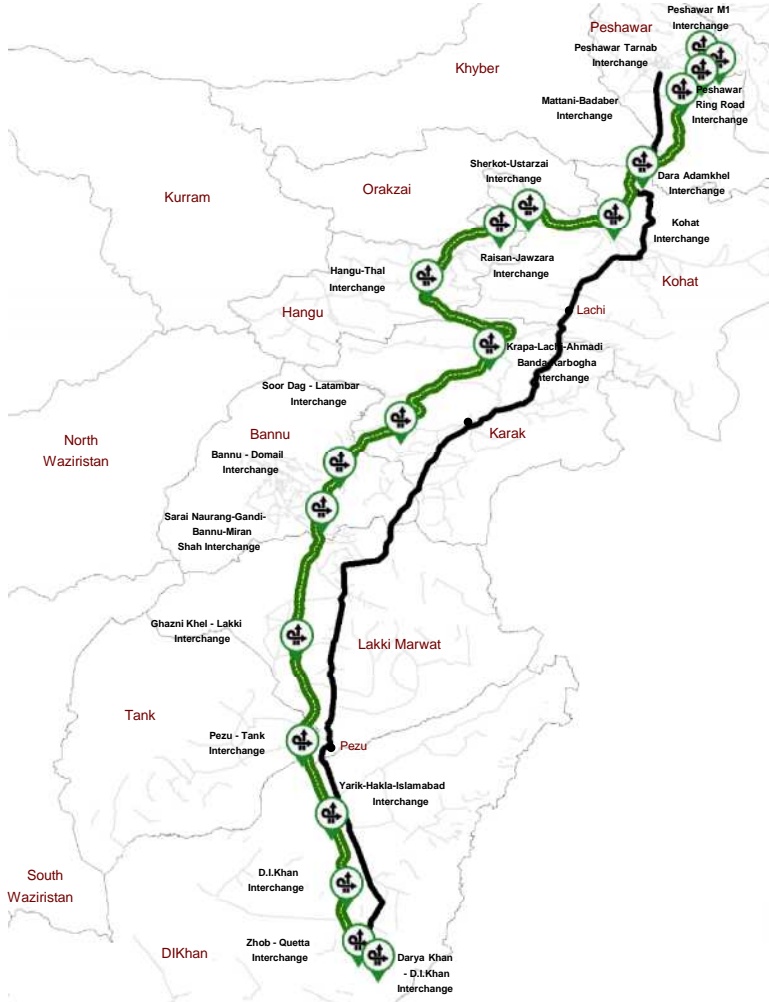 Peshawar M1
Interchange
Peshawar
Peshawar Tarnab
Interchange
Khyber
Mattani-Badaber
Interchange
Peshawar
Ring Road
Interchange
Sherkot-Ustarzai
Interchange
Dara Adamkhel
Interchange
Orakzai
Kurram
Kohat
Interchange
Raisan-Jawzara
Interchange
Hangu-Thal
Interchange
Kohat
Hangu
Lachi
Krapa-Lachi-Ahmadi
Banda-Karbogha
Interchange
Soor Dag - Latambar
Interchange
North
Waziristan
Bannu
Karak
Bannu - Domail
Interchange
Sarai Naurang-Gandi-
Bannu-Miran
Shah Interchange
Ghazni Khel - Lakki
Interchange
Lakki Marwat
Tank
Pezu - Tank
Interchange
Pezu
Yarik-Hakla-Islamabad
Interchange
South
Waziristan
D.I.Khan
Interchange
DIKhan
Zhob - Quetta
Interchange
Darya Khan
- D.I.Khan
Interchange